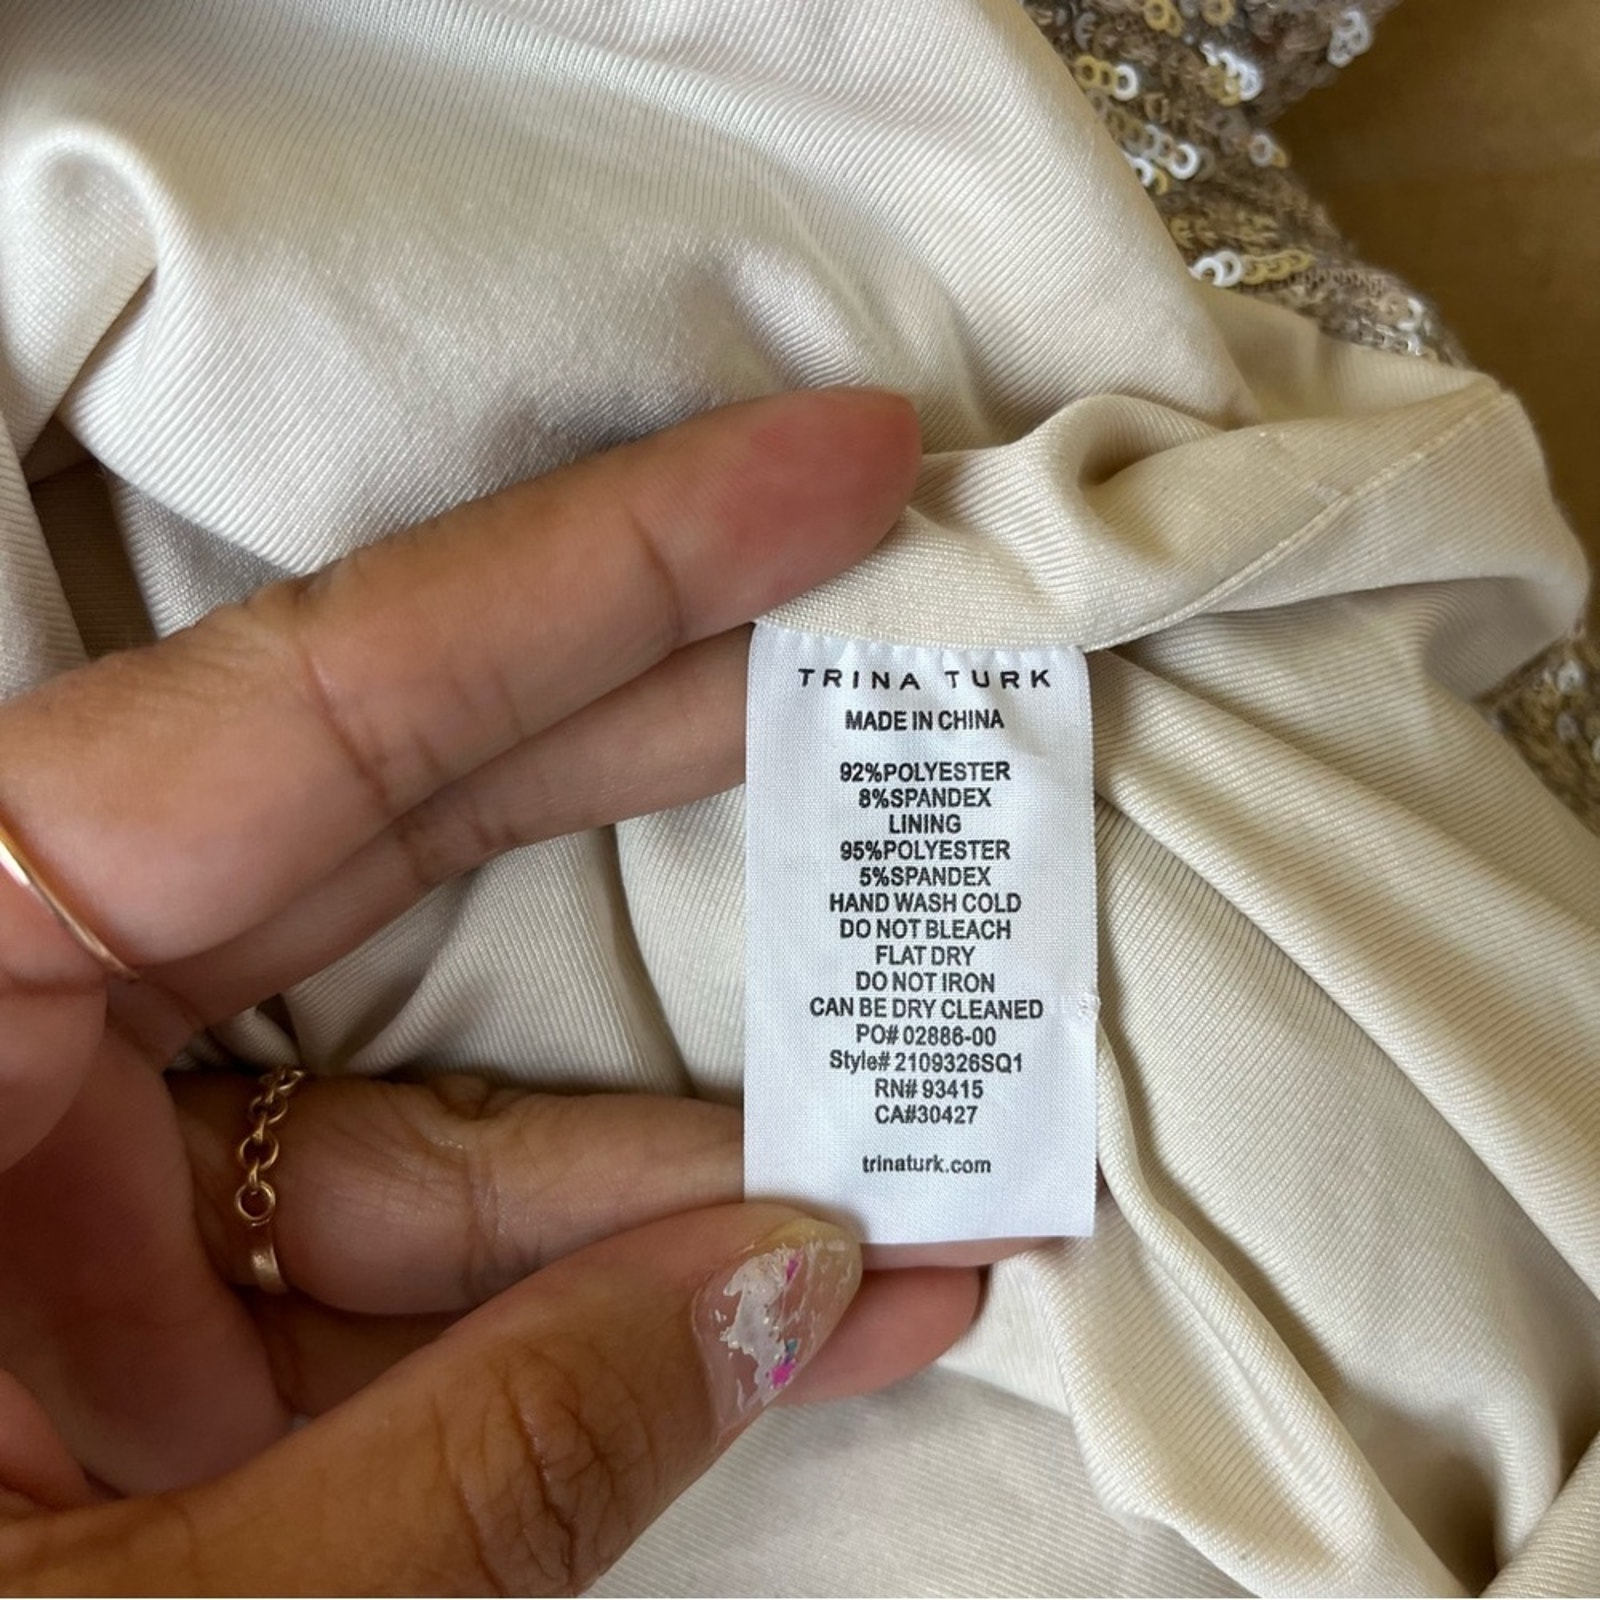 TRINA TURK
MADE IN CHINA
92%POLYESTER
8%SPANDEX
LINING
95%POLYESTER
5%SPANDEX
HAND WASH COLD
DO NOT BLEACH
FLAT DRY
DO NOT IRON
CAN BE DRY CLEANED
PO# 02886-00
Style# 2109326SQ1
RN# 93415
CA#30427
trinaturk.com